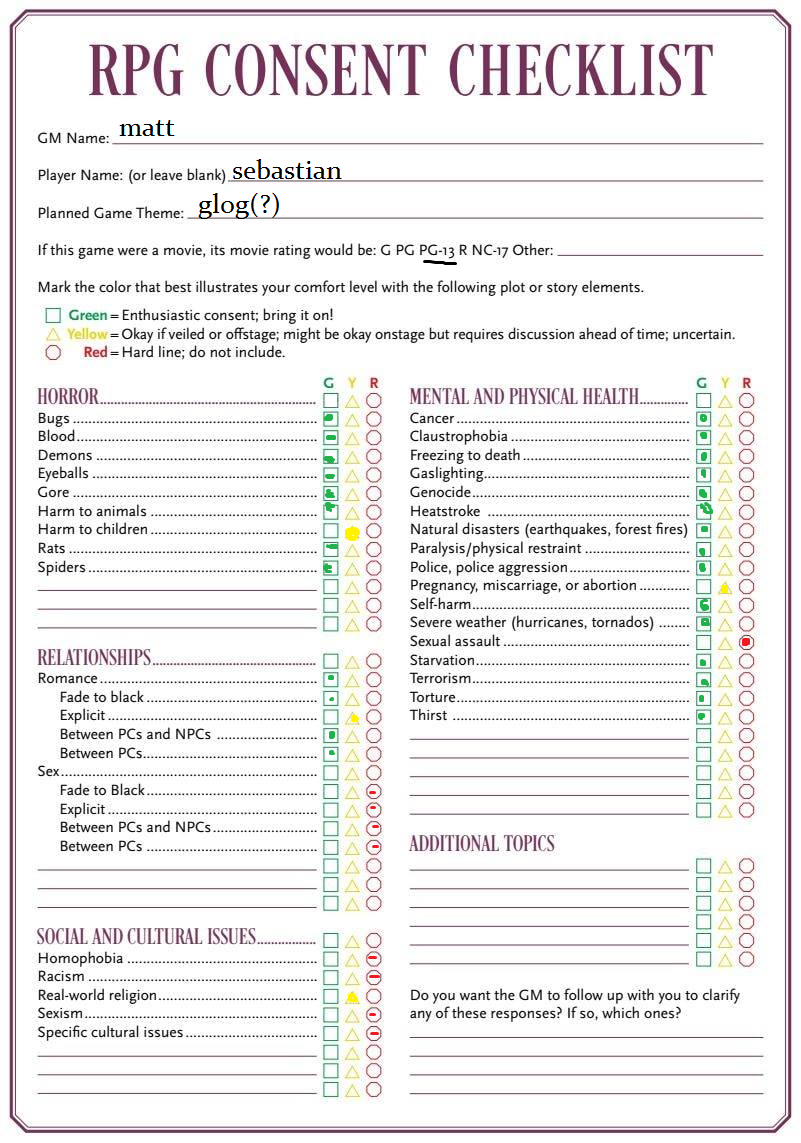 RPG CONSENT CHECKLIST
GM Name: matt
Player Name: (or leave blank) sebastian
Planned Game Theme: glog(?)
If this game were a movie, its movie rating would be: G PG PG-13 R NC-17 Other:
Mark the color that best illustrates your comfort level with the following plot or story elements.
Green = Enthusiastic consent; bring it on!
Yellow = Okay if veiled or offstage; might be okay onstage but requires discussion ahead of time; uncertain.
Red = Hard line; do not include.
G Y R
HORROR
Bugs
Blood
Demons
Eyeballs
Gore
Harm to animals
Harm to children
Rats
Spiders
RELATIONSHIPS
Romance
Fade to black
Explicit
Between PCs and NPCs
Between PCs
Sex
Fade to Black
Explicit
Between PCs and NPCs
Between PCs
SOCIAL AND CULTURAL ISSUES
Homophobia
Racism
Real-world religion
Sexism
Specific cultural issues
G Y R
MENTAL AND PHYSICAL HEALTH
Cancer
Claustrophobia
Freezing to death
Gaslighting
Genocide
Heatstroke
Natural disasters (earthquakes, forest fires)
Paralysis/physical restraint
Police, police aggression
Pregnancy, miscarriage, or abortion
Self-harm
Severe weather (hurricanes, tornados)
Sexual assault
Starvation
Terrorism
Torture
Thirst
ADDITIONAL TOPICS
Do you want the GM to follow up with you to clarify
any of these responses? If so, which ones?